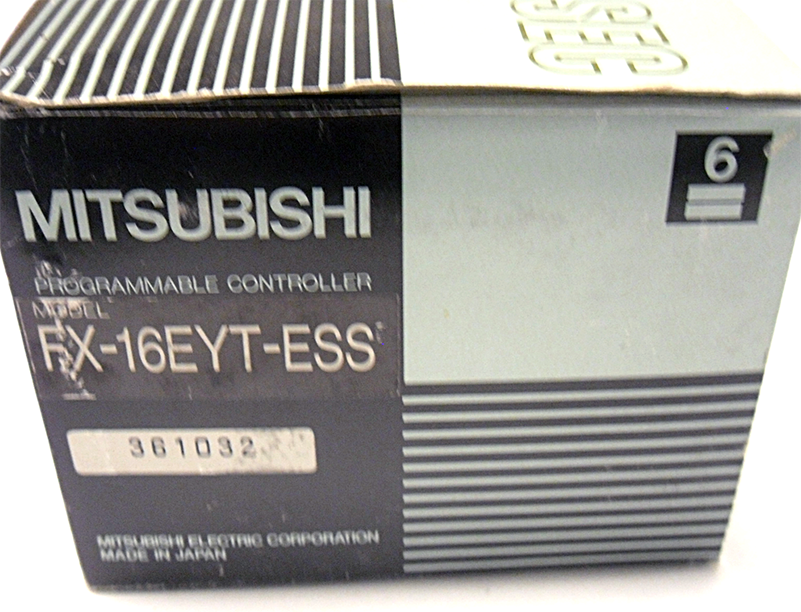 MELSEC
MITSUBISHI
PROGRAMMABLE CONTROLLER
MODEL
FX-16EYT-ESS
361032
MITSUBISHI ELECTRIC CORPORATION
MADE IN JAPAN
6